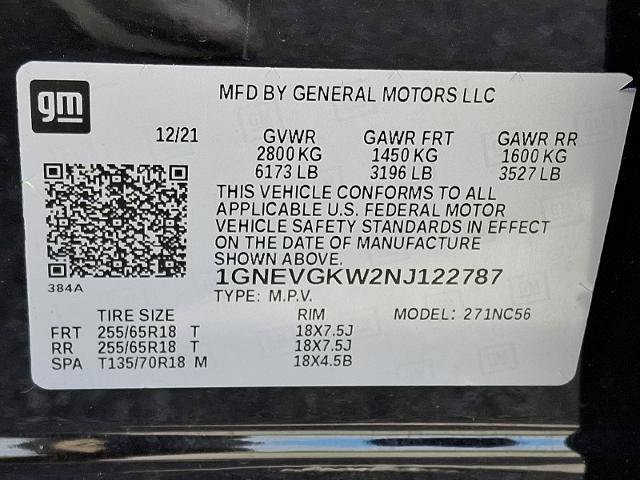 gm
MFD BY GENERAL MOTORS LLC
12/21 GVWR GAWR FRT GAWR RR
2800 KG 1450 KG 1600 KG
6173 LB 3196 LB 3527 LB
THIS VEHICLE CONFORMS TO ALL
APPLICABLE U.S. FEDERAL MOTOR
VEHICLE SAFETY STANDARDS IN EFFECT
ON THE DATE OF MANUFACTURE
SHOWN ABOVE.
384A
1GNEVGKW2NJ122787
TYPE: M.P.V.
TIRE SIZE RIM MODEL: 271NC56
FRT 255/65R18 T 18X7.5J
RR 255/65R18 T 18X7.5J
SPA T135/70R18 M 18X4.5B